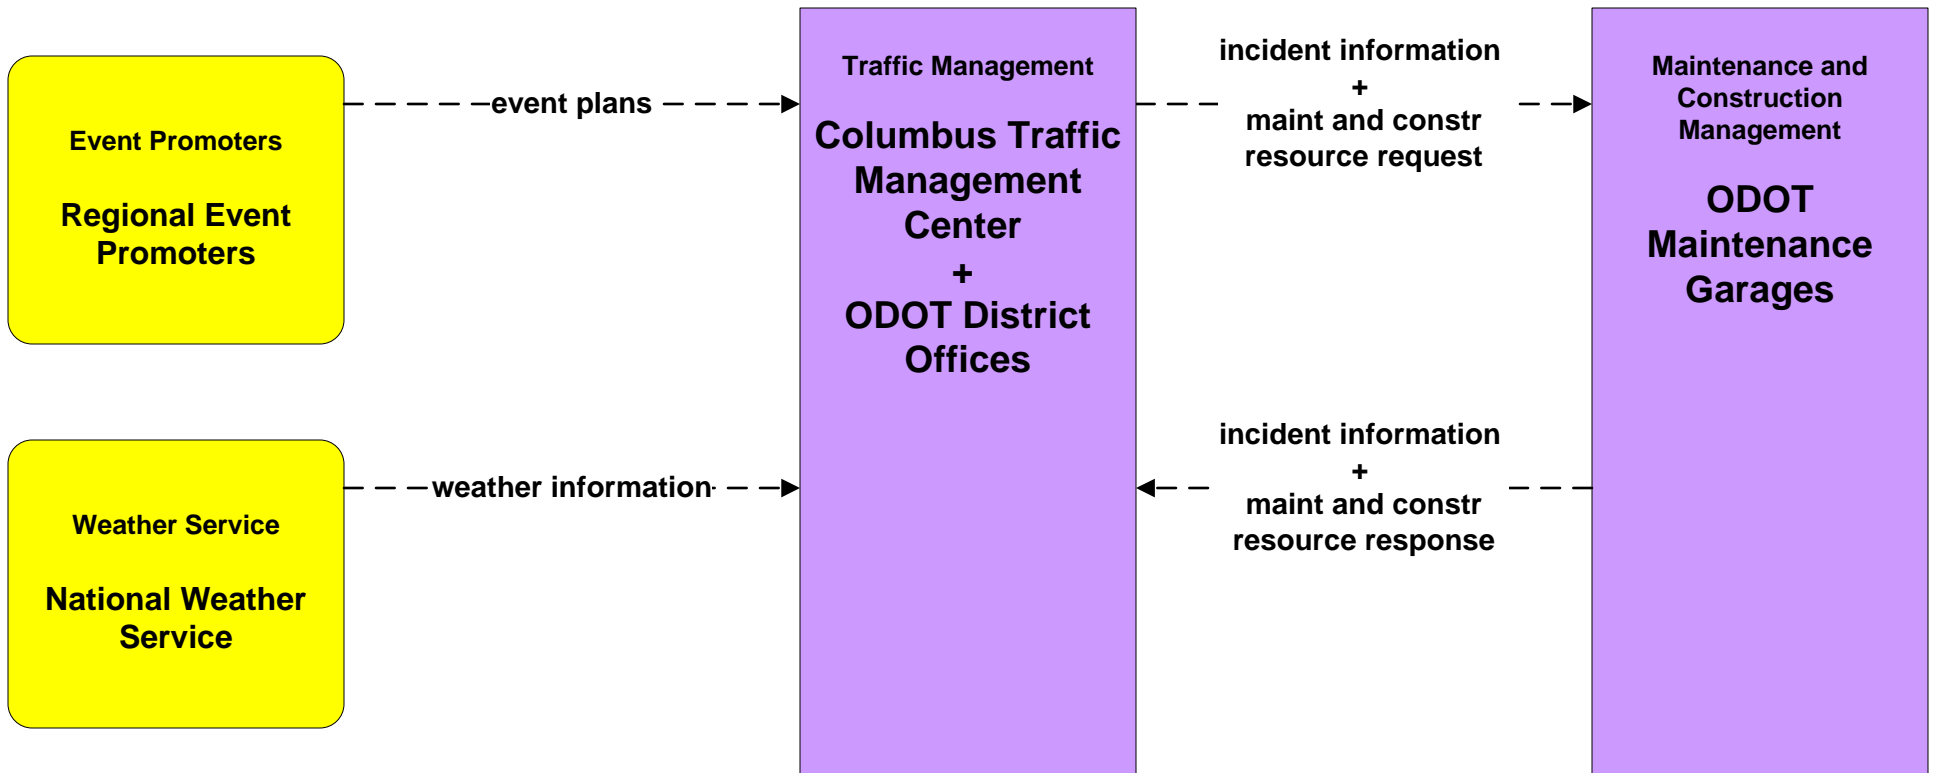 Event Promoters
Regional Event
Promoters
event plans
Weather Service
National Weather
Service
weather information
Traffic Management
Columbus Traffic
Management
Center
+
ODOT District
Offices
incident information
+
maint and constr
resource request
incident information
+
maint and constr
resource response
Maintenance and
Construction
Management
ODOT
Maintenance
Garages